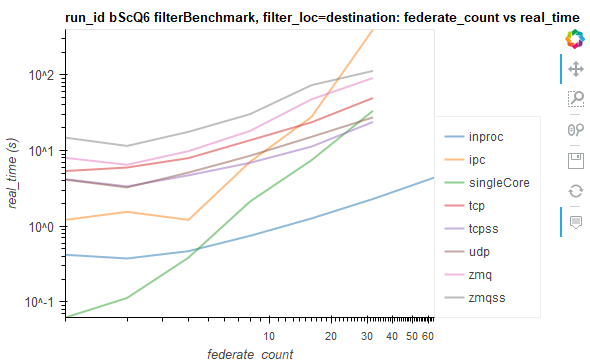 run_id bScQ6 filterBenchmark, filter_loc=destination: federate_count vs real_time
real_time (s)
10^2
10^1
10^0
10^-1
10
20
30
40
50
60
federate_count
inproc
ipc
singleCore
tcp
tcpss
udp
zmq
zmqss